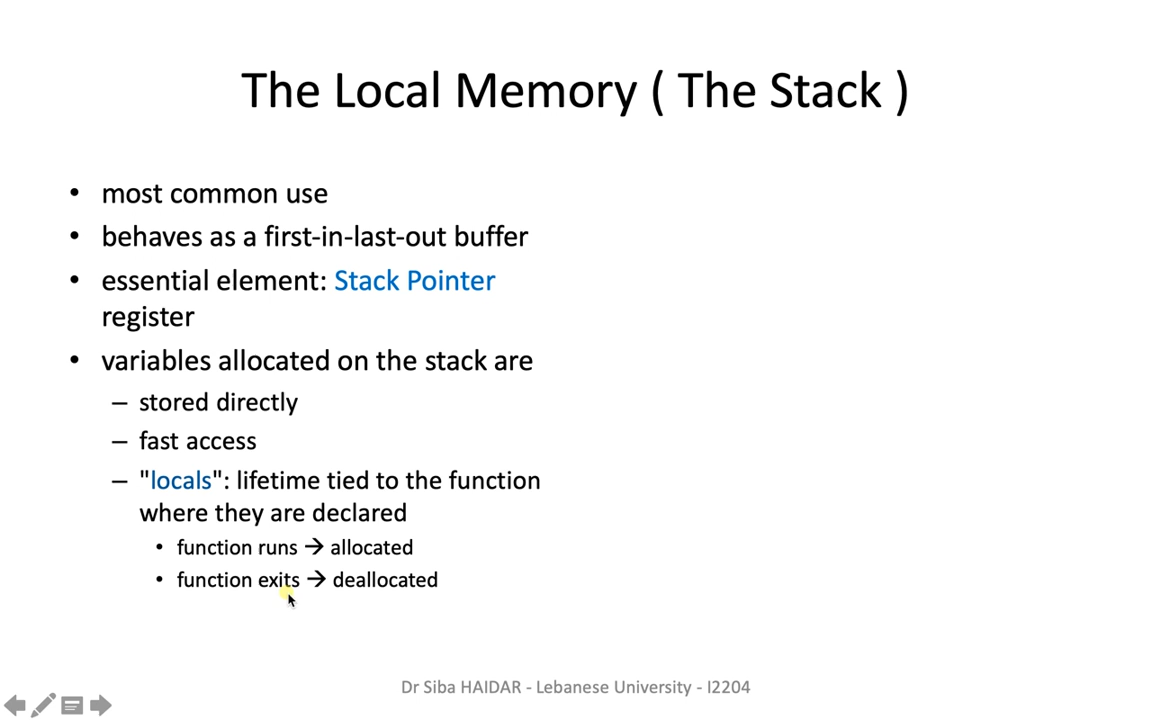 The Local Memory ( The Stack )
• most common use
• behaves as a first-in-last-out buffer
• essential element: Stack Pointer
register
• variables allocated on the stack are
– stored directly
– fast access
– "locals": lifetime tied to the function
where they are declared
• function runs → allocated
• function exits → deallocated
Dr Siba HAIDAR - Lebanese University - I2204